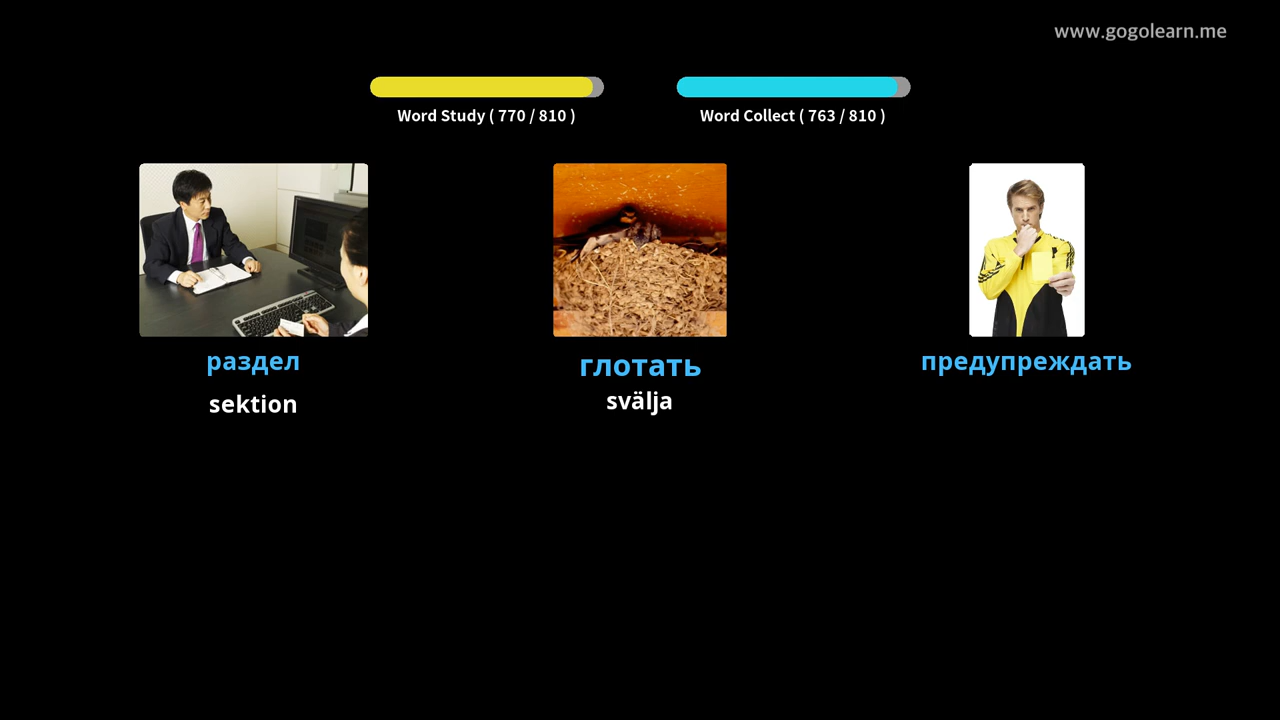 www.gogolearn.me
Word Study ( 770 / 810 )
Word Collect ( 763 / 810 )
раздел
глотать
предупреждать
sektion
svälja